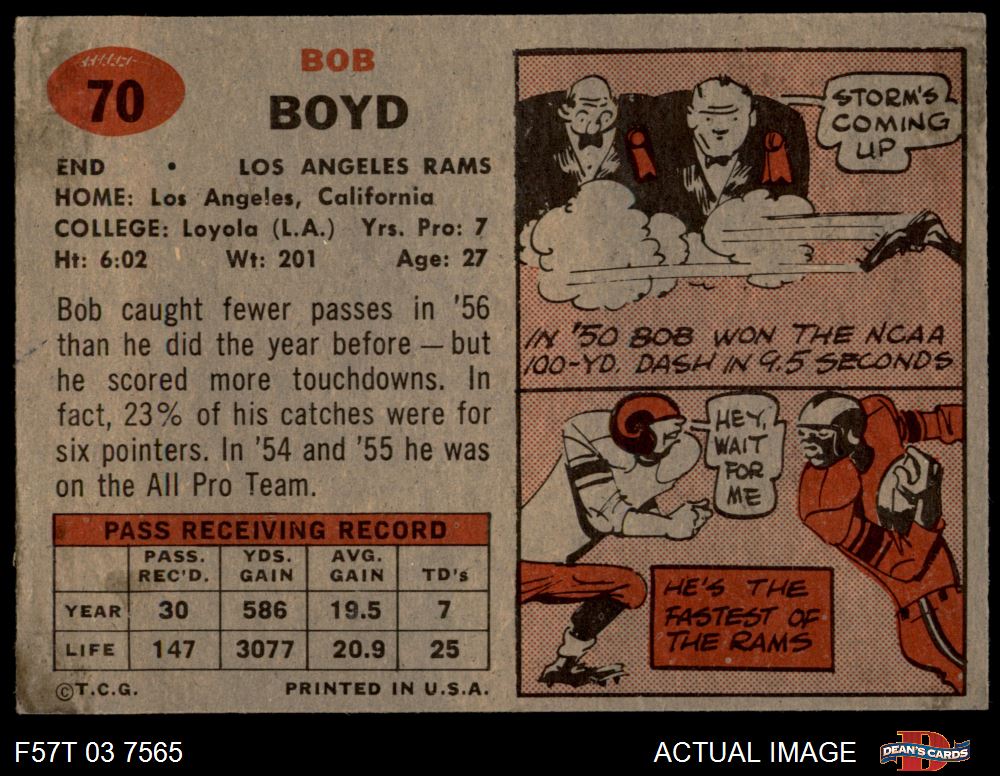 70
BOB
BOYD
END • LOS ANGELES RAMS
HOME: Los Angeles, California
COLLEGE: Loyola (L.A.) Yrs. Pro: 7
Ht: 6:02 Wt: 201 Age: 27
Bob caught fewer passes in '56
than he did the year before — but
he scored more touchdowns. In
fact, 23% of his catches were for
six pointers. In '54 and '55 he was
on the All Pro Team.
PASS RECEIVING RECORD
PASS. REC'D. YDS. GAIN AVG. GAIN TD's
YEAR 30 586 19.5 7
LIFE 147 3077 20.9 25
©T.C.G. PRINTED IN U.S.A.
STORM'S
COMING
UP
IN '50 BOB WON THE NCAA
100-YD. DASH IN 9.5 SECONDS
HEY,
WAIT
FOR
ME
HE'S THE
FASTEST OF
THE RAMS
F57T 03 7565
ACTUAL IMAGE
DEAN'S CARDS